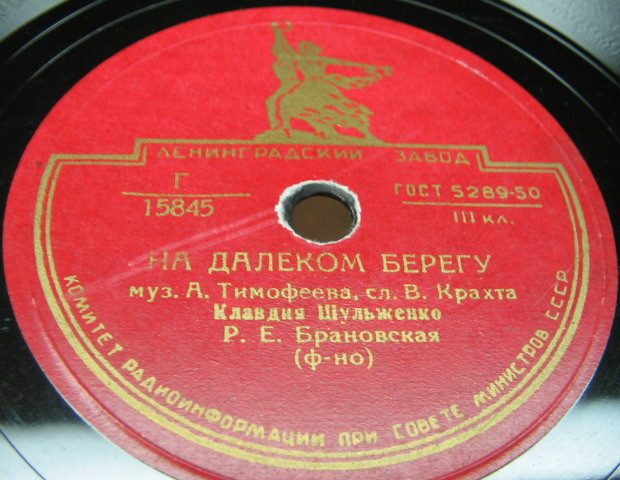 ЛЕНИНГРАДСКИЙ ЗАВОД
Г
15845
ГОСТ 5289-50
III кл.
НА ДАЛЕКОМ БЕРЕГУ
муз. А. Тимофеева, сл. В. Крахта
Клавдия Шульженко
Р. Е. Брановская
(ф-но)
КОМИТЕТ РАДИОИНФОРМАЦИИ ПРИ СОВЕТЕ МИНИСТРОВ СССР